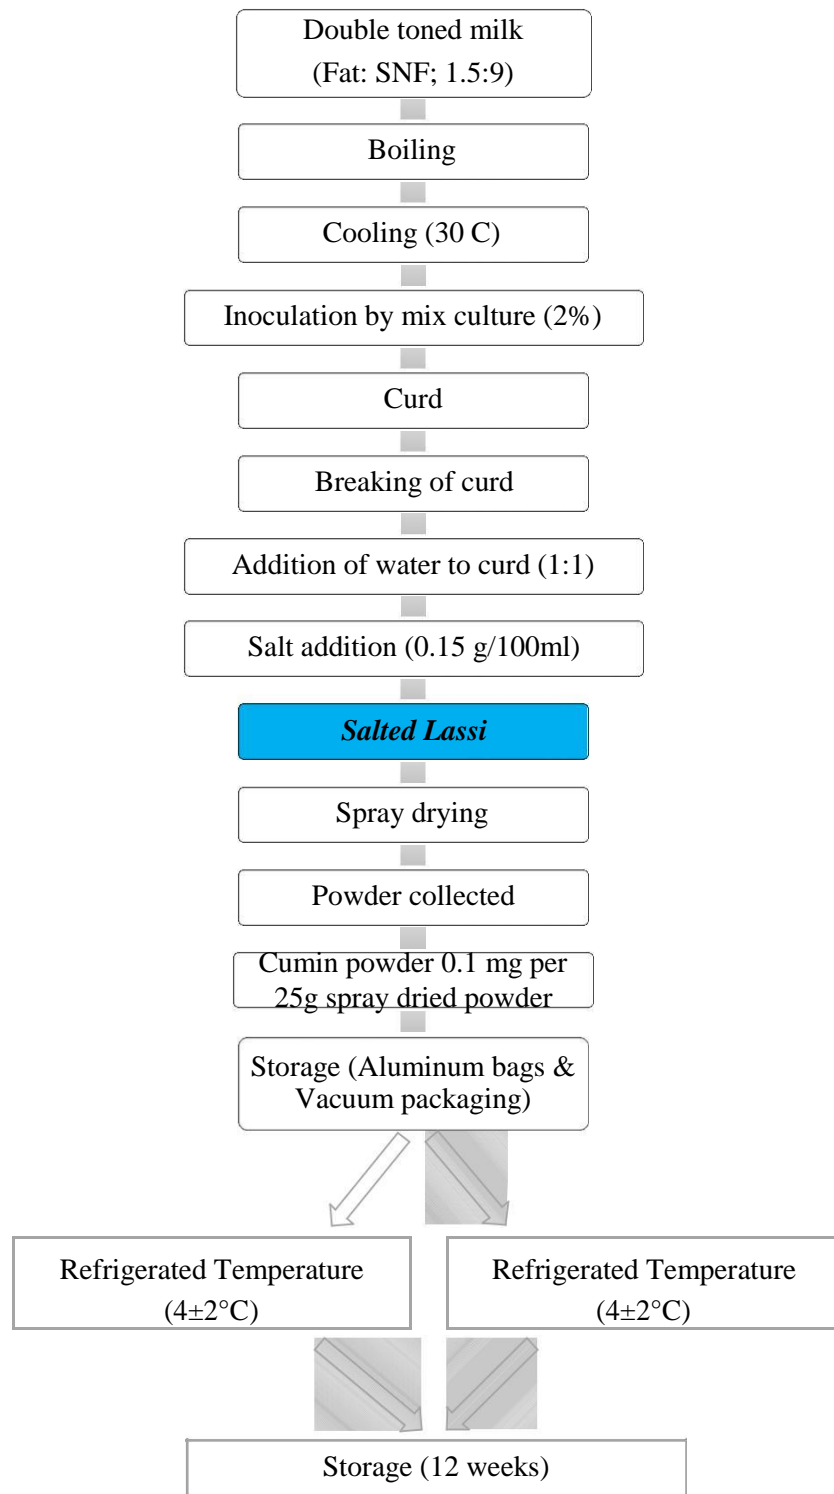 Double toned milk
(Fat: SNF; 1.5:9)
Boiling
Cooling (30 C)
Inoculation by mix culture (2%)
Curd
Breaking of curd
Addition of water to curd (1:1)
Salt addition (0.15 g/100ml)
Salted Lassi
Spray drying
Powder collected
Cumin powder 0.1 mg per
25g spray dried powder
Storage (Aluminum bags &
Vacuum packaging)
Refrigerated Temperature
(4±2°C)
Refrigerated Temperature
(4±2°C)
Storage (12 weeks)